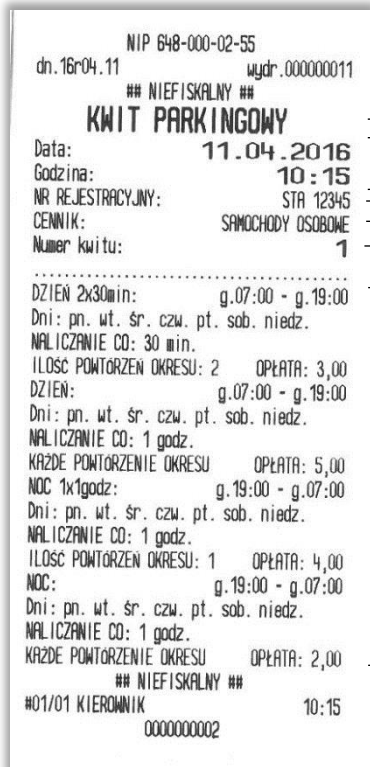 NIP 648-000-02-55
dn.16r04.11 wydr.000000011
## NIEFISKALNY ##
KWIT PARKINGOWY
Data: 11.04.2016
Godzina: 10:15
NR REJESTRACYJNY: STA 12345
CENNIK: SAMOCHODY OSOBOWE
Numer kwitu: 1
DZIEŃ 2x30min: g.07:00 - g.19:00
Dni: pn. wt. śr. czw. pt. sob. niedz.
NALICZANIE CO: 30 min.
ILOŚĆ POWTÓRZEŃ OKRESU: 2 OPŁATA: 3,00
DZIEŃ: g.07:00 - g.19:00
Dni: pn. wt. śr. czw. pt. sob. niedz.
NALICZANIE CO: 1 godz.
KAŻDE POWTÓRZENIE OKRESU OPŁATA: 5,00
NOC 1x1godz: g.19:00 - g.07:00
Dni: pn. wt. śr. czw. pt. sob. niedz.
NALICZANIE CO: 1 godz.
ILOŚĆ POWTÓRZEŃ OKRESU: 1 OPŁATA: 4,00
NOC: g.19:00 - g.07:00
Dni: pn. wt. śr. czw. pt. sob. niedz.
NALICZANIE CO: 1 godz.
KAŻDE POWTÓRZENIE OKRESU OPŁATA: 2,00
## NIEFISKALNY ##
#01/01 KIEROWNIK 10:15
0000000002